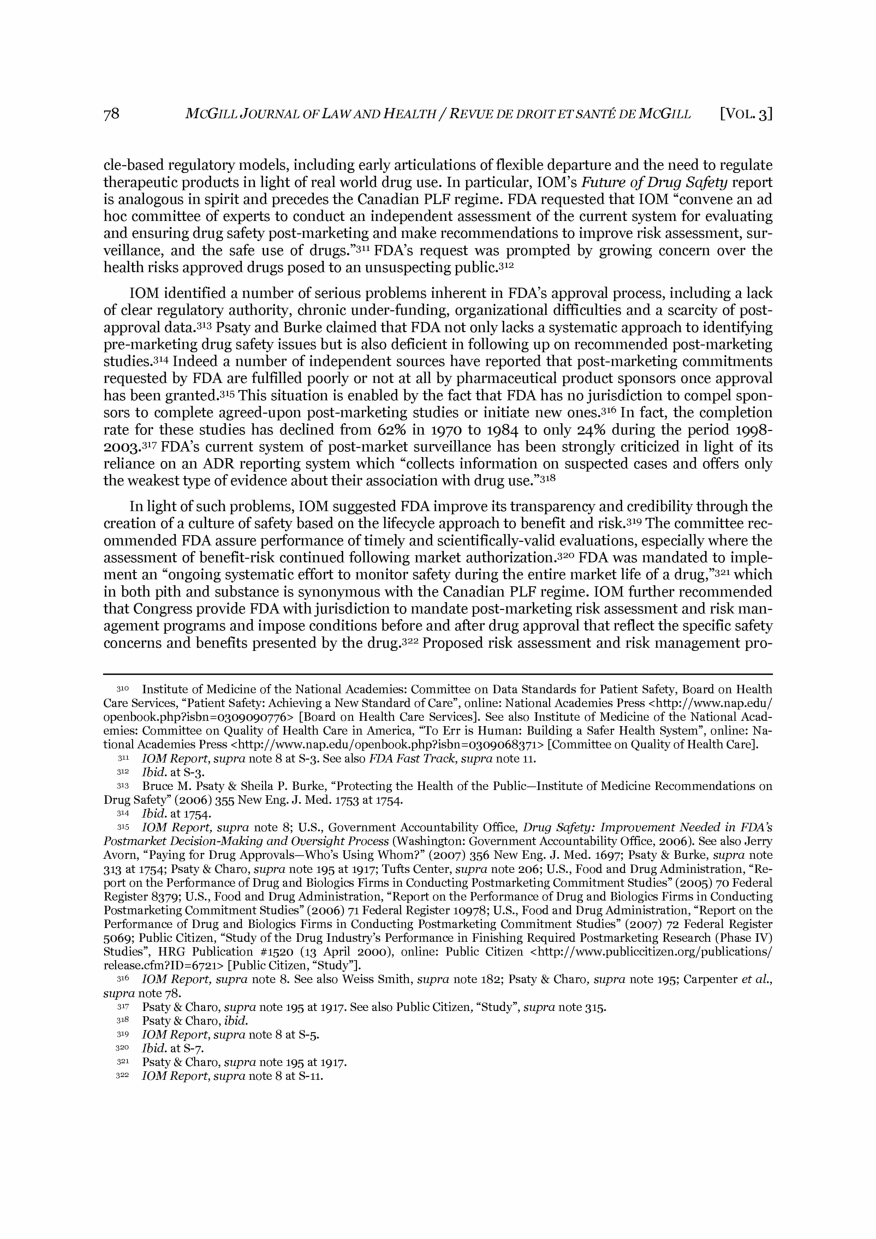 78 MCGILL JOURNAL OF LAW AND HEALTH / REVUE DE DROIT ET SANTÉ DE MCGILL [VOL. 3]
cle-based regulatory models, including early articulations of flexible departure and the need to regulate
therapeutic products in light of real world drug use. In particular, IOM’s Future of Drug Safety report
is analogous in spirit and precedes the Canadian PLF regime. FDA requested that IOM “convene an ad
hoc committee of experts to conduct an independent assessment of the current system for evaluating
and ensuring drug safety post-marketing and make recommendations to improve risk assessment, sur-
veillance, and the safe use of drugs.”311 FDA’s request was prompted by growing concern over the
health risks approved drugs posed to an unsuspecting public.312
IOM identified a number of serious problems inherent in FDA’s approval process, including a lack
of clear regulatory authority, chronic under-funding, organizational difficulties and a scarcity of post-
approval data.313 Psaty and Burke claimed that FDA not only lacks a systematic approach to identifying
pre-marketing drug safety issues but is also deficient in following up on recommended post-marketing
studies.314 Indeed a number of independent sources have reported that post-marketing commitments
requested by FDA are fulfilled poorly or not at all by pharmaceutical product sponsors once approval
has been granted.315 This situation is enabled by the fact that FDA has no jurisdiction to compel spon-
sors to complete agreed-upon post-marketing studies or initiate new ones.316 In fact, the completion
rate for these studies has declined from 62% in 1970 to 1984 to only 24% during the period 1998-
2003.317 FDA’s current system of post-market surveillance has been strongly criticized in light of its
reliance on an ADR reporting system which “collects information on suspected cases and offers only
the weakest type of evidence about their association with drug use.”318
In light of such problems, IOM suggested FDA improve its transparency and credibility through the
creation of a culture of safety based on the lifecycle approach to benefit and risk.319 The committee rec-
ommended FDA assure performance of timely and scientifically-valid evaluations, especially where the
assessment of benefit-risk continued following market authorization.320 FDA was mandated to imple-
ment an “ongoing systematic effort to monitor safety during the entire market life of a drug,”321 which
in both pith and substance is synonymous with the Canadian PLF regime. IOM further recommended
that Congress provide FDA with jurisdiction to mandate post-marketing risk assessment and risk man-
agement programs and impose conditions before and after drug approval that reflect the specific safety
concerns and benefits presented by the drug.322 Proposed risk assessment and risk management pro-
310 Institute of Medicine of the National Academies: Committee on Data Standards for Patient Safety, Board on Health
Care Services, “Patient Safety: Achieving a New Standard of Care”, online: National Academies Press <http://www.nap.edu/
openbook.php?isbn=0309090776> [Board on Health Care Services]. See also Institute of Medicine of the National Acad-
emies: Committee on Quality of Health Care in America, “To Err is Human: Building a Safer Health System”, online: Na-
tional Academies Press <http://www.nap.edu/openbook.php?isbn=0309068371> [Committee on Quality of Health Care].
311 IOM Report, supra note 8 at S-3. See also FDA Fast Track, supra note 11.
312 Ibid. at S-3.
313 Bruce M. Psaty & Sheila P. Burke, “Protecting the Health of the Public—Institute of Medicine Recommendations on
Drug Safety” (2006) 355 New Eng. J. Med. 1753 at 1754.
314 Ibid. at 1754.
315 IOM Report, supra note 8; U.S., Government Accountability Office, Drug Safety: Improvement Needed in FDA’s
Postmarket Decision-Making and Oversight Process (Washington: Government Accountability Office, 2006). See also Jerry
Avorn, “Paying for Drug Approvals—Who’s Using Whom?” (2007) 356 New Eng. J. Med. 1697; Psaty & Burke, supra note
313 at 1754; Psaty & Charo, supra note 195 at 1917; Tufts Center, supra note 206; U.S., Food and Drug Administration, “Re-
port on the Performance of Drug and Biologics Firms in Conducting Postmarketing Commitment Studies” (2005) 70 Federal
Register 8379; U.S., Food and Drug Administration, “Report on the Performance of Drug and Biologics Firms in Conducting
Postmarketing Commitment Studies” (2006) 71 Federal Register 10978; U.S., Food and Drug Administration, “Report on the
Performance of Drug and Biologics Firms in Conducting Postmarketing Commitment Studies” (2007) 72 Federal Register
5069; Public Citizen, “Study of the Drug Industry’s Performance in Finishing Required Postmarketing Research (Phase IV)
Studies”, HRG Publication #1520 (13 April 2000), online: Public Citizen <http://www.publiccitizen.org/publications/
release.cfm?ID=6721> [Public Citizen, “Study”].
316 IOM Report, supra note 8. See also Weiss Smith, supra note 182; Psaty & Charo, supra note 195; Carpenter et al.,
supra note 78.
317 Psaty & Charo, supra note 195 at 1917. See also Public Citizen, “Study”, supra note 315.
318 Psaty & Charo, ibid.
319 IOM Report, supra note 8 at S-5.
320 Ibid. at S-7.
321 Psaty & Charo, supra note 195 at 1917.
322 IOM Report, supra note 8 at S-11.